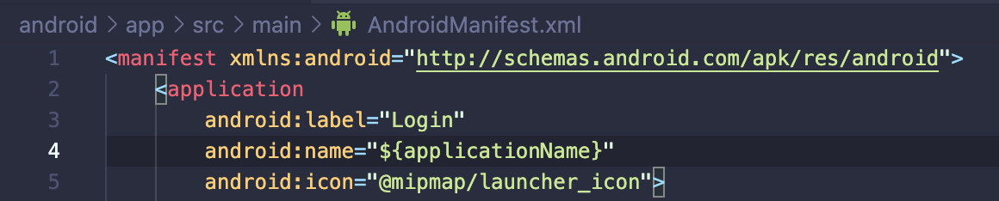 android > app > src > main > AndroidManifest.xml
1 <manifest xmlns:android="http://schemas.android.com/apk/res/android">
2 <application
3 android:label="Login"
4 android:name="${applicationName}"
5 android:icon="@mipmap/launcher_icon">